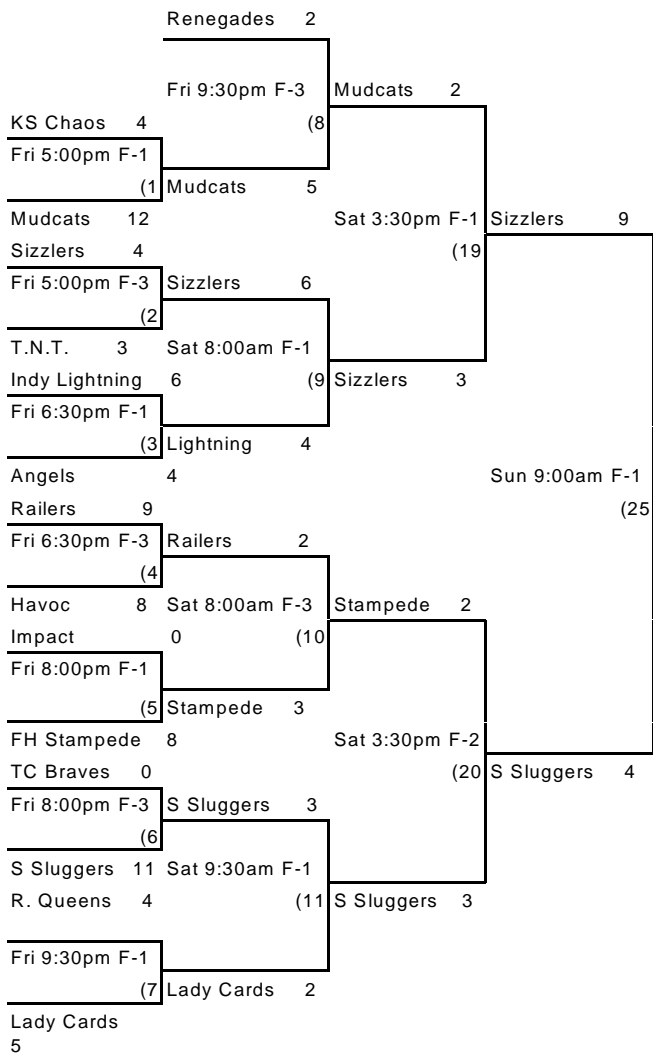 Renegades 2
Fri 9:30pm F-3 Mudcats 2
KS Chaos 4 (8
Fri 5:00pm F-1
(1 Mudcats 5
Mudcats 12 Sat 3:30pm F-1 Sizzlers 9
Sizzlers 4 (19
Fri 5:00pm F-3 Sizzlers 6
(2
T.N.T. 3 Sat 8:00am F-1
Indy Lightning 6 (9 Sizzlers 3
Fri 6:30pm F-1
(3 Lightning 4
Angels 4 Sun 9:00am F-1
Railers 9 (25
Fri 6:30pm F-3 Railers 2
(4
Havoc 8 Sat 8:00am F-3 Stampede 2
Impact 0 (10
Fri 8:00pm F-1
(5 Stampede 3
FH Stampede 8 Sat 3:30pm F-2
TC Braves 0 (20 S Sluggers 4
Fri 8:00pm F-3 S Sluggers 3
(6
S Sluggers 11 Sat 9:30am F-1
R. Queens 4 (11 S Sluggers 3
Fri 9:30pm F-1
(7 Lady Cards 2
Lady Cards
5